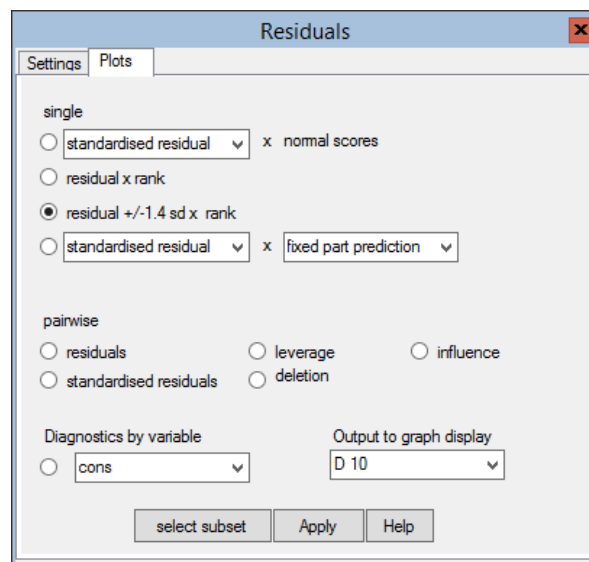 Residuals
Settings Plots
single
standardised residual x normal scores
residual x rank
residual +/-1.4 sd x rank
standardised residual x fixed part prediction
pairwise
residuals leverage influence
standardised residuals deletion
Diagnostics by variable Output to graph display
cons D 10
select subset Apply Help